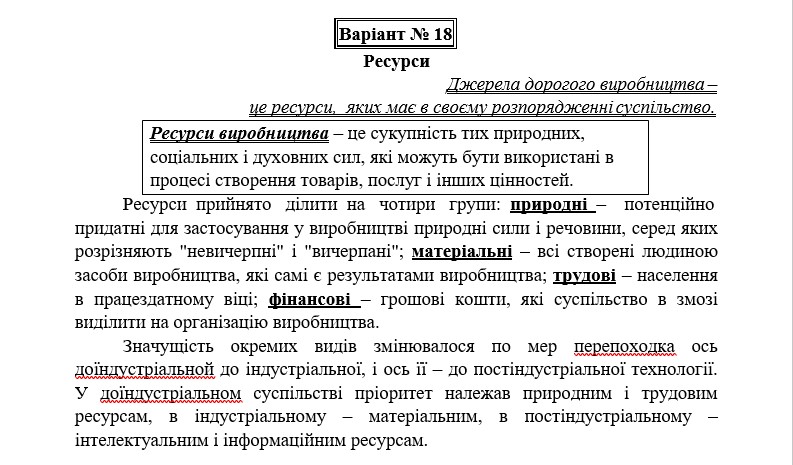 Варіант № 18
Ресурси
Джерела дорогого виробництва –
це ресурси, яких має в своєму розпорядженні суспільство.
Ресурси виробництва – це сукупність тих природних,
соціальних і духовних сил, які можуть бути використані в
процесі створення товарів, послуг і інших цінностей.
Ресурси прийнято ділити на чотири групи: природні – потенційно
придатні для застосування у виробництві природні сили і речовини, серед яких
розрізняють "невичерпні" і "вичерпані"; матеріальні – всі створені людиною
засоби виробництва, які самі є результатами виробництва; трудові – населення
в працездатному віці; фінансові – грошові кошти, які суспільство в змозі
виділити на організацію виробництва.
Значущість окремих видів змінювалося по мер перепоходка ось
доїндустріальной до індустріальної, і ось її – до постіндустріальної технології.
У доїндустріальном суспільстві пріоритет належав природним і трудовим
ресурсам, в індустріальному – матеріальним, в постіндустріальному –
інтелектуальним і інформаційним ресурсам.